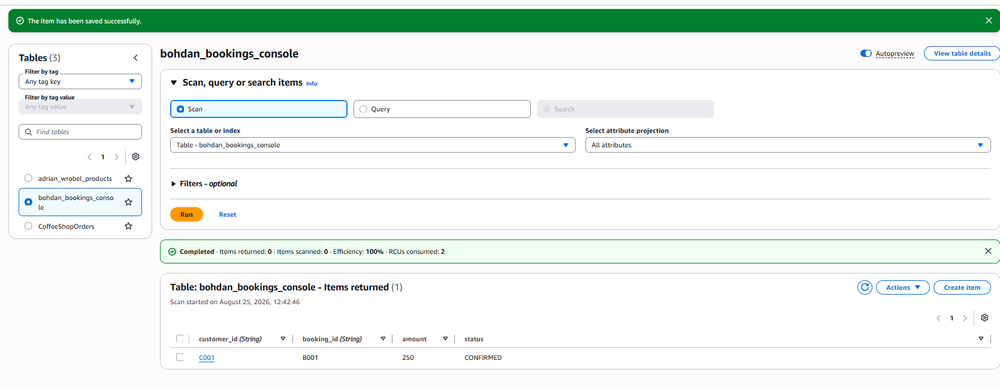 The item has been saved successfully.
Tables (3)
Filter by tag
Any tag key
Filter by tag value
Any tag value
Find tables
1
adrian_wrobel_products
bohdan_bookings_conso
le
CoffeeShopOrders
bohdan_bookings_console
Autopreview
View table details
Scan, query or search items Info
Scan
Query
Search
Select a table or index
Select attribute projection
Table - bohdan_bookings_console
All attributes
Filters - optional
Run
Reset
Completed · Items returned: 0 · Items scanned: 0 · Efficiency: 100% · RCUs consumed: 2
Table: bohdan_bookings_console - Items returned (1)
Scan started on August 25, 2026, 12:42:46
Actions
Create item
1
customer_id (String) booking_id (String) amount status
C001 B001 250 CONFIRMED